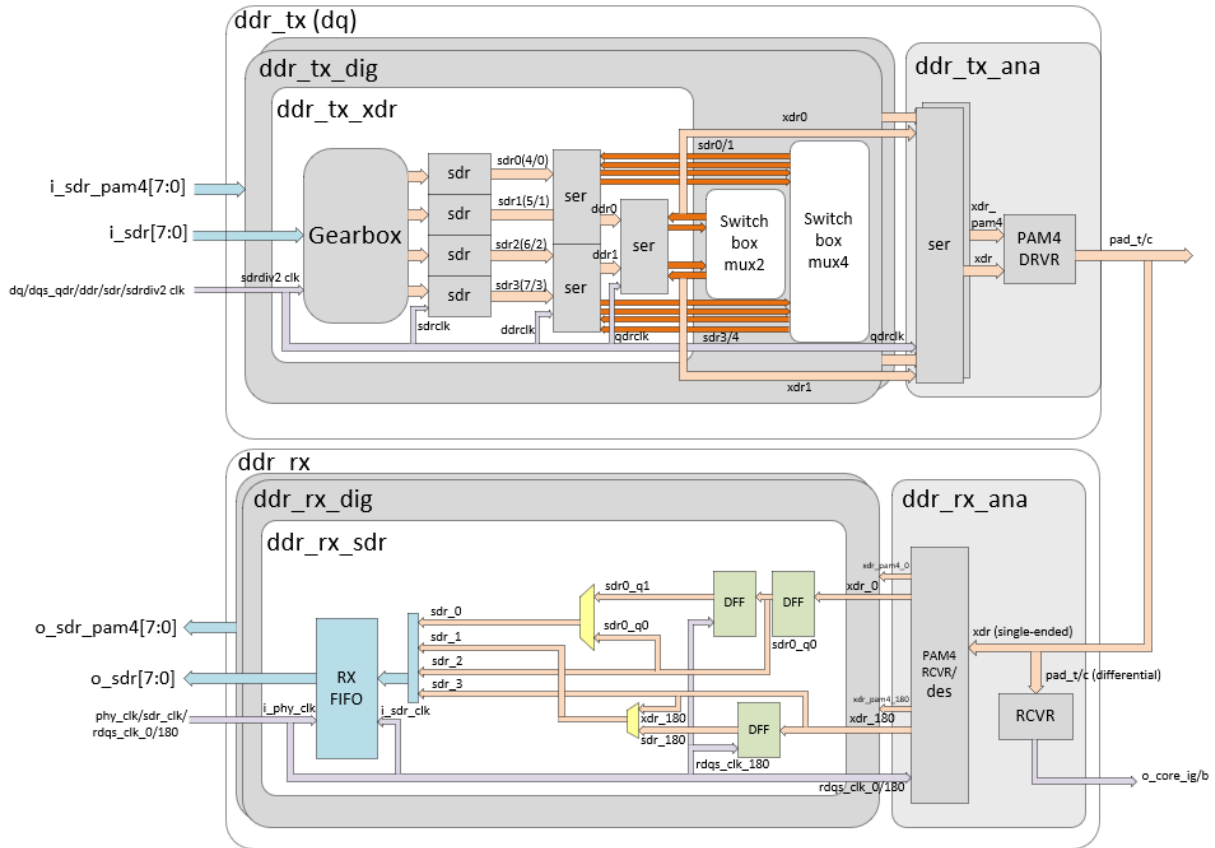 ddr_tx (dq)
ddr_tx_dig
ddr_tx_ana
ddr_tx_xdr
xdr0
sdr0(4/0)
sdr0/1
i_sdr_pam4[7:0]
sdr
ser
sdr1(5/1)
ddr0
xdr_
pam4
i_sdr[7:0]
Gearbox
sdr
ser
Switch
box
mux2
Switch
box
mux4
ser
PAM4
DRVR
pad_t/c
sdr2(6/2)
ddr1
xdr
sdr
dq/dqs_qdr/ddr/sdr/sdrdiv2 clk
sdrdiv2 clk
sdr3(7/3)
sdr
ser
sdrclk
ddrclk
qdrclk
sdr3/4
qdrclk
xdr1
ddr_rx
ddr_rx_dig
ddr_rx_ana
ddr_rx_sdr
xdr_pam4_0
sdr0_q1
DFF
DFF
xdr_0
sdr_0
o_sdr_pam4[7:0]
sdr0_q0
sdr0_q0
sdr_1
xdr (single-ended)
sdr_2
PAM4
RCVR/
des
o_sdr[7:0]
RX
FIFO
sdr_3
pad_t/c (differential)
xdr_pam4_180
phy_clk/sdr_clk/
rdqs_clk_0/180
i_phy_clk
i_sdr_clk
xdr_180
DFF
xdr_180
RCVR
sdr_180
rdqs_clk_180
rdqs_clk_0/180
o_core_ig/b